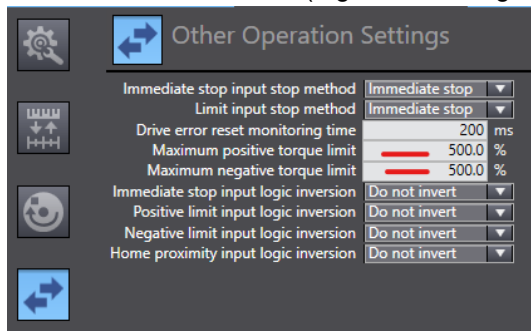 Other Operation Settings
Immediate stop input stop method Immediate stop
Limit input stop method Immediate stop
Drive error reset monitoring time 200 ms
Maximum positive torque limit 500.0 %
Maximum negative torque limit 500.0 %
Immediate stop input logic inversion Do not invert
Positive limit input logic inversion Do not invert
Negative limit input logic inversion Do not invert
Home proximity input logic inversion Do not invert